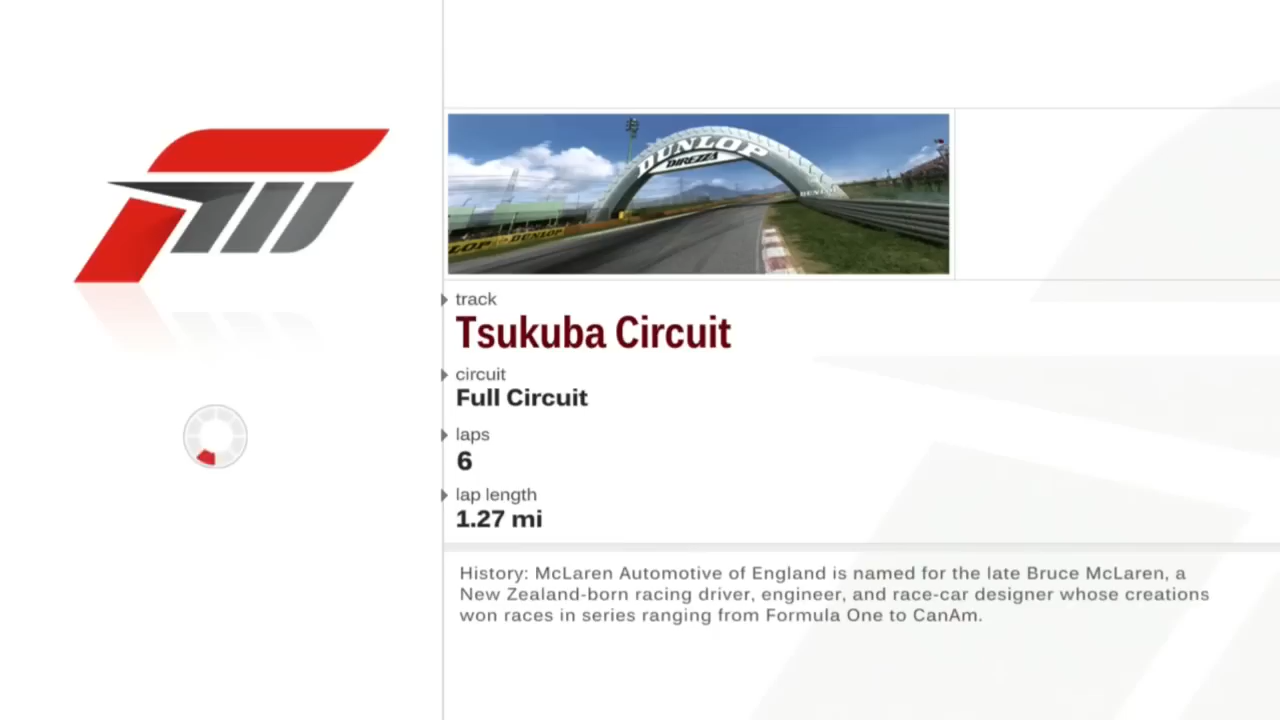 DUNLOP
DIREZZA
DUNLOP
DUNLOP
track
Tsukuba Circuit
circuit
Full Circuit
laps
6
lap length
1.27 mi
History: McLaren Automotive of England is named for the late Bruce McLaren, a
New Zealand-born racing driver, engineer, and race-car designer whose creations
won races in series ranging from Formula One to CanAm.